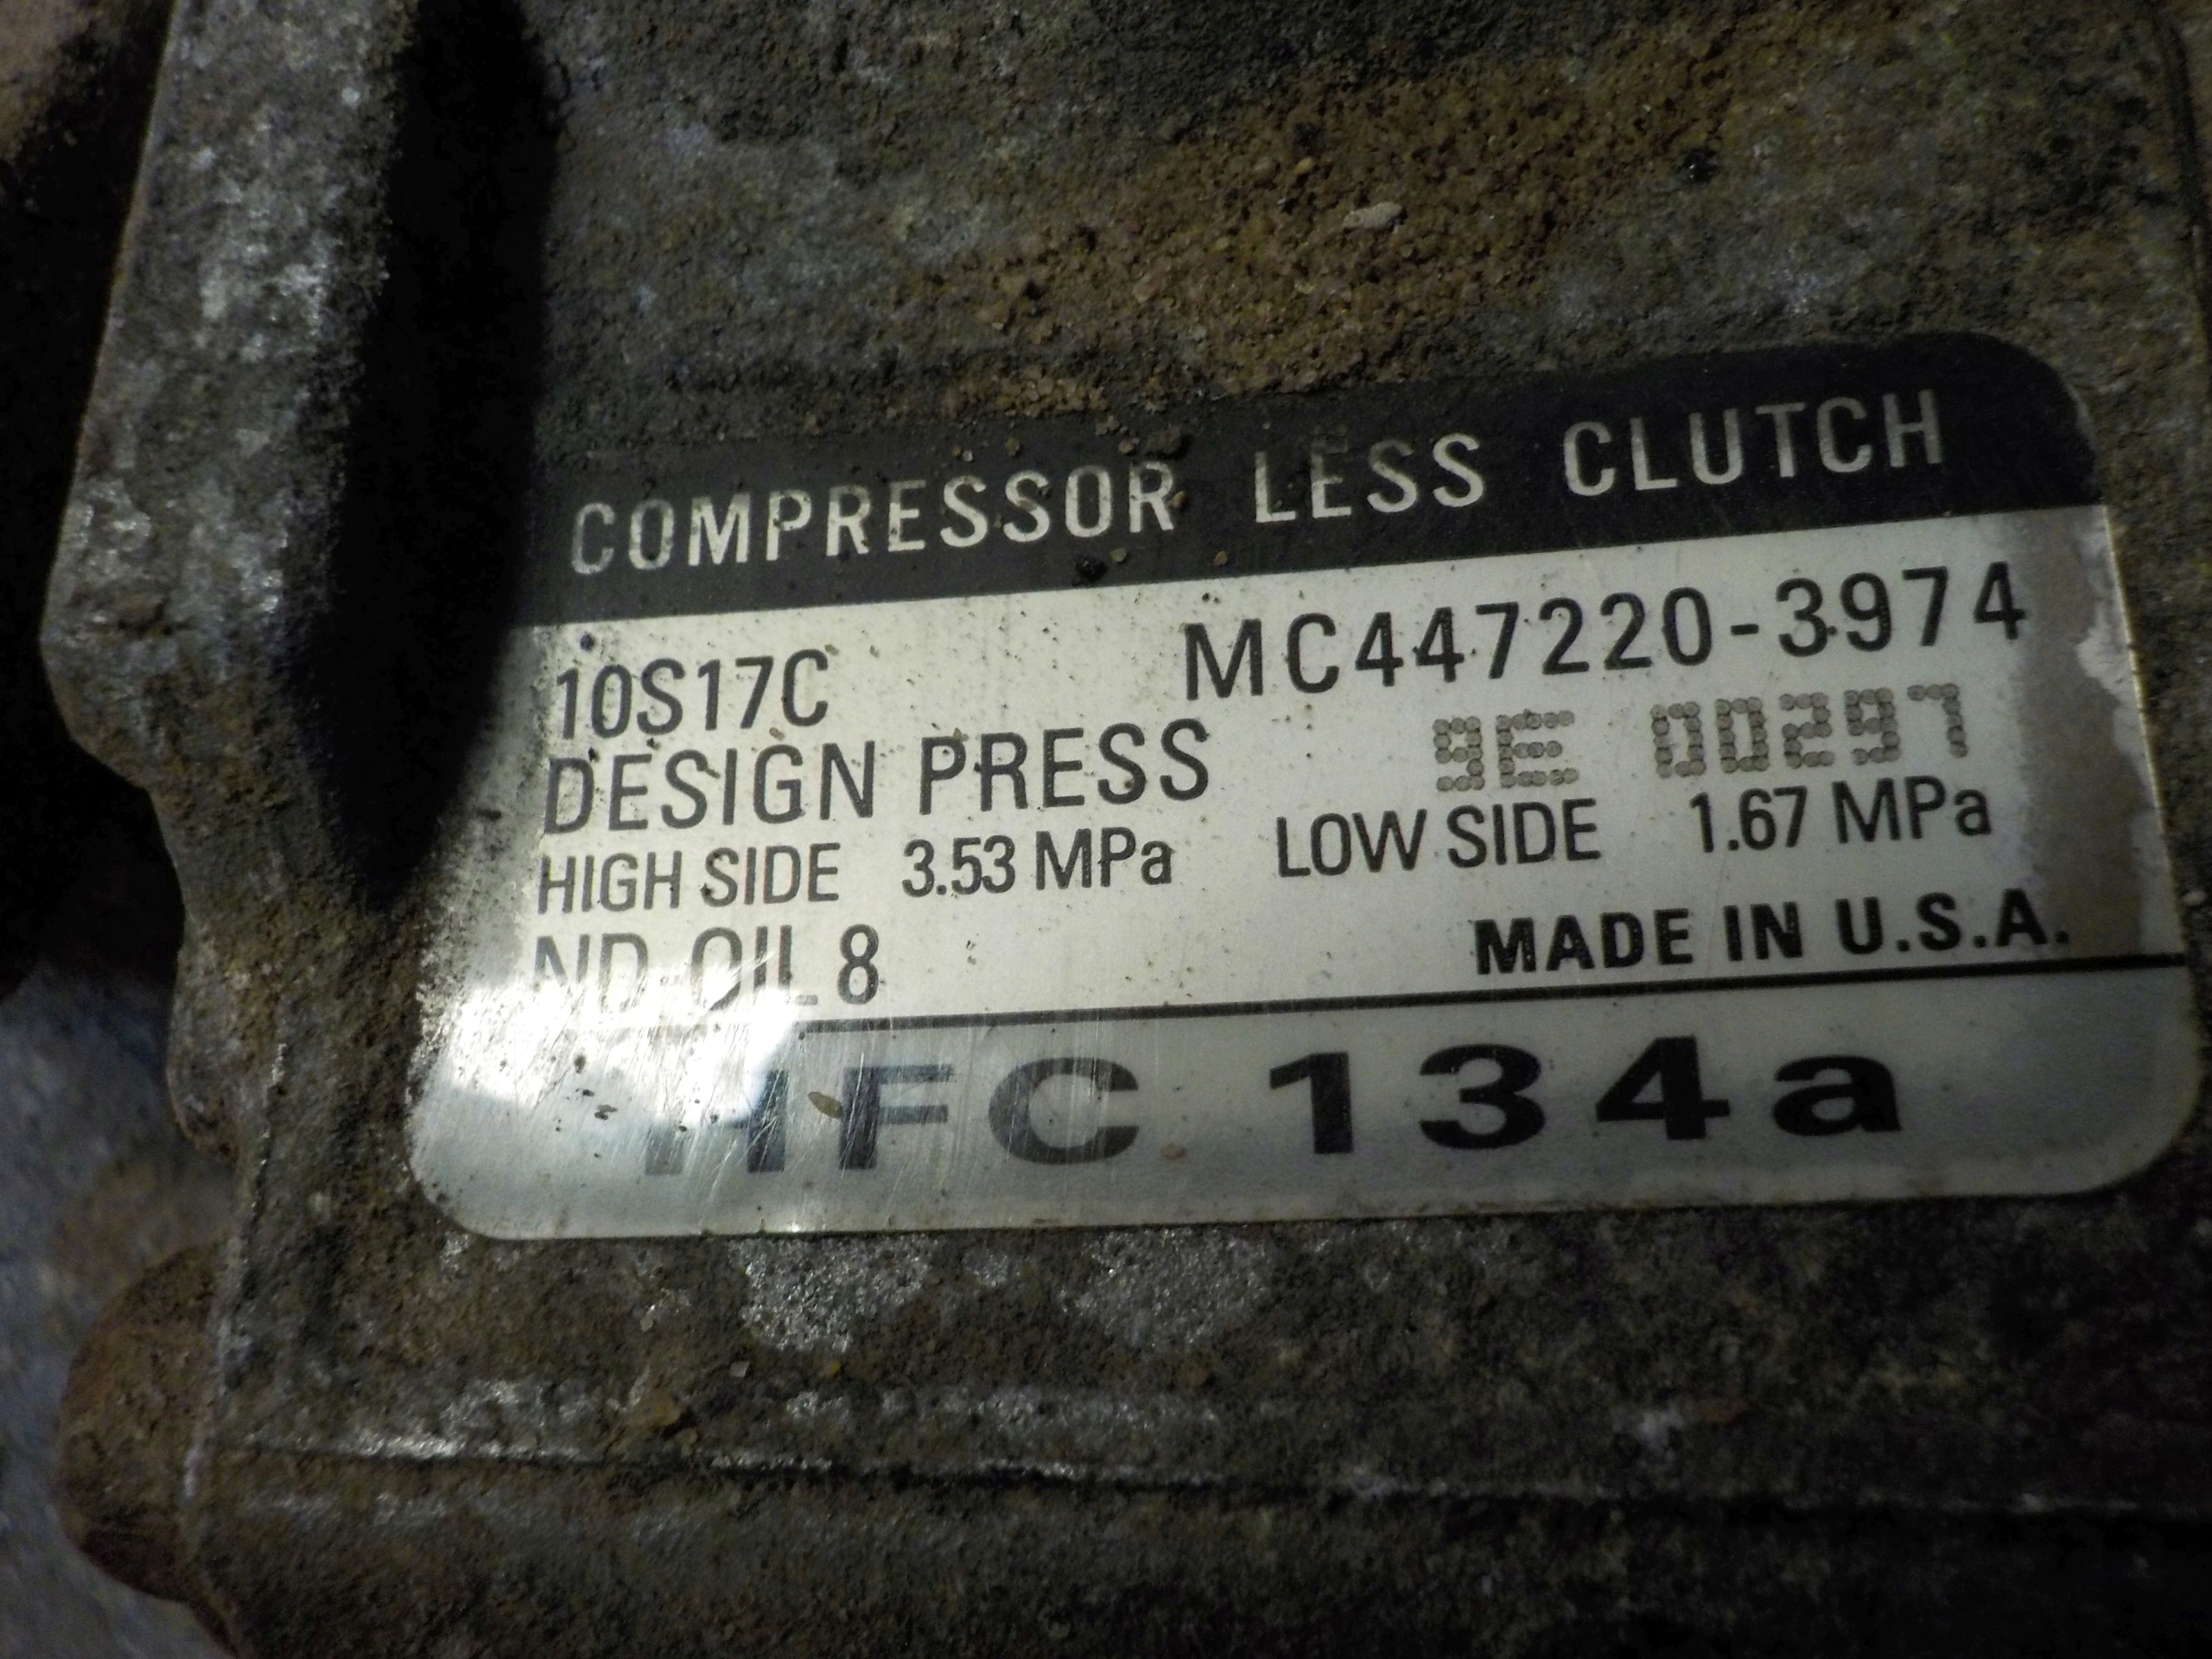 COMPRESSOR LESS CLUTCH
10S17C MC447220-3974
DESIGN PRESS 9E 00297
HIGH SIDE 3.53 MPa LOW SIDE 1.67 MPa
ND-OIL 8 MADE IN U.S.A.
HFC 134a